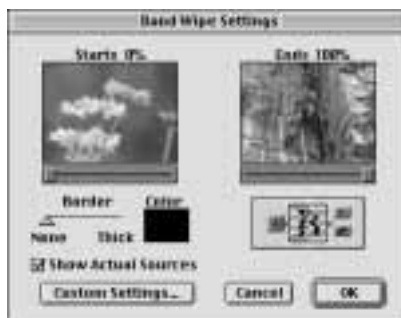 Band Wipe Settings
Starts 0%
Ends 100%
Border
Color
None
Thick
Show Actual Sources
Custom Settings...
Cancel
OK